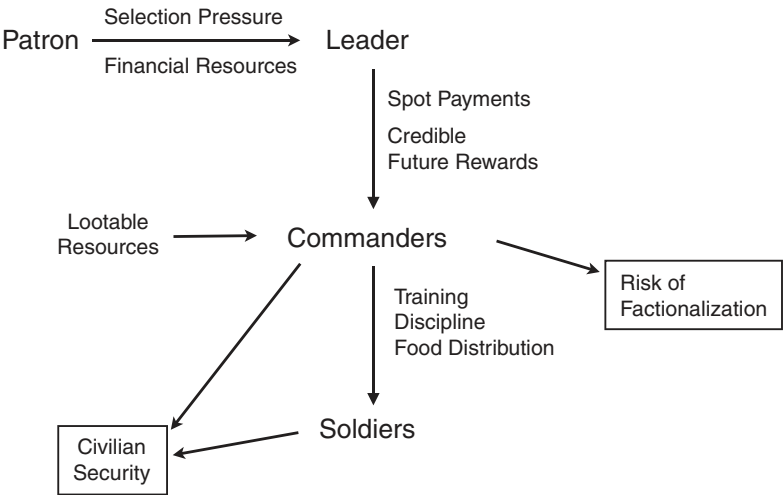 Selection Pressure
Patron
Leader
Financial Resources
Spot Payments
Credible
Future Rewards
Lootable
Resources
Commanders
Risk of
Factionalization
Training
Discipline
Food Distribution
Soldiers
Civilian
Security